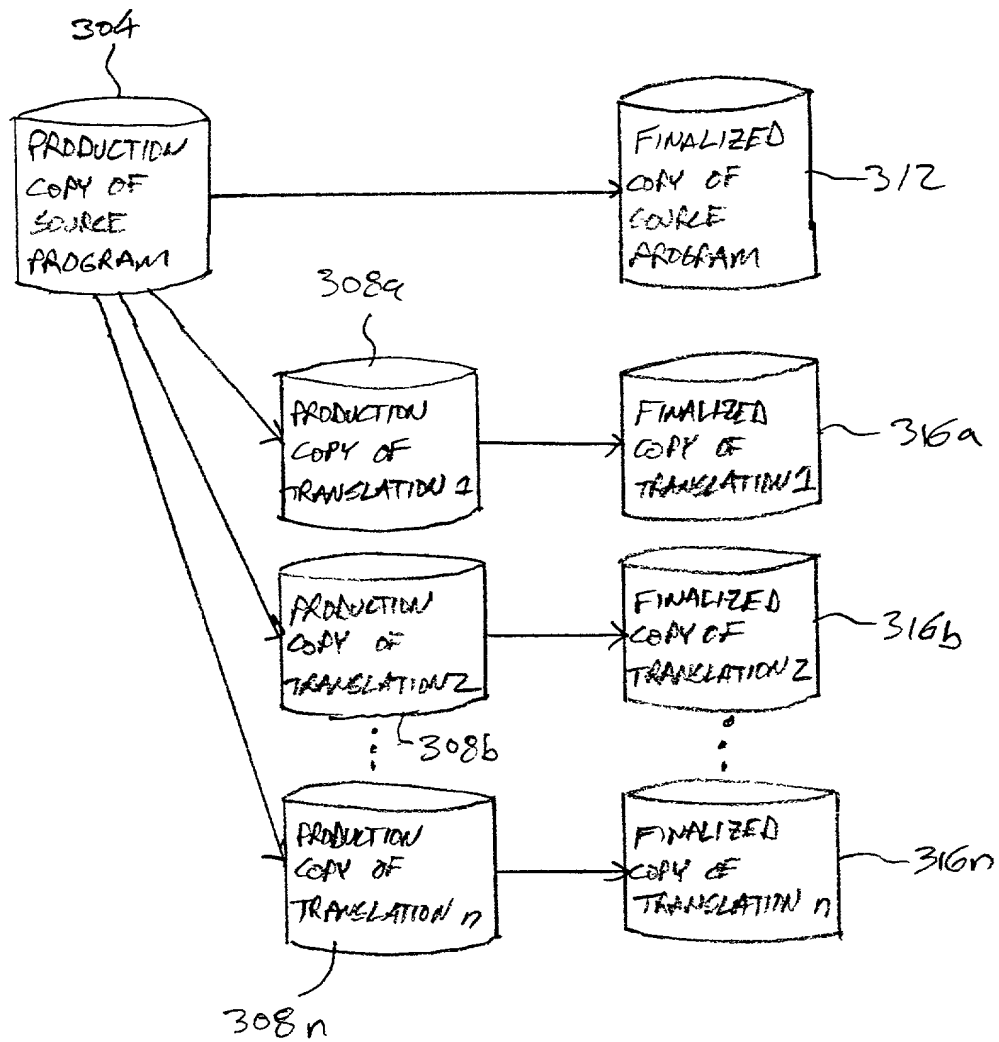 304
PRODUCTION
COPY OF
SOURCE
PROGRAM
FINALIZED
COPY OF
SOURCE
PROGRAM
312
308a
PRODUCTION
COPY OF
TRANSLATION 1
FINALIZED
COPY OF
TRANSLATION 1
316a
PRODUCTION
COPY OF
TRANSLATION 2
308b
FINALIZED
COPY OF
TRANSLATION 2
316b
PRODUCTION
COPY OF
TRANSLATION n
308n
FINALIZED
COPY OF
TRANSLATION n
316n